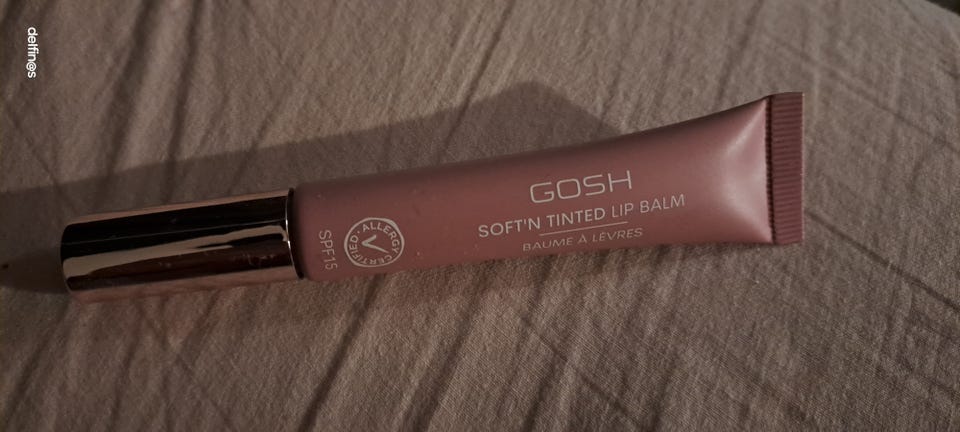 delfin@s
GOSH
SOFT'N TINTED LIP BALM
BAUME À LÈVRES
ALLERGY CERTIFIED
SPF15